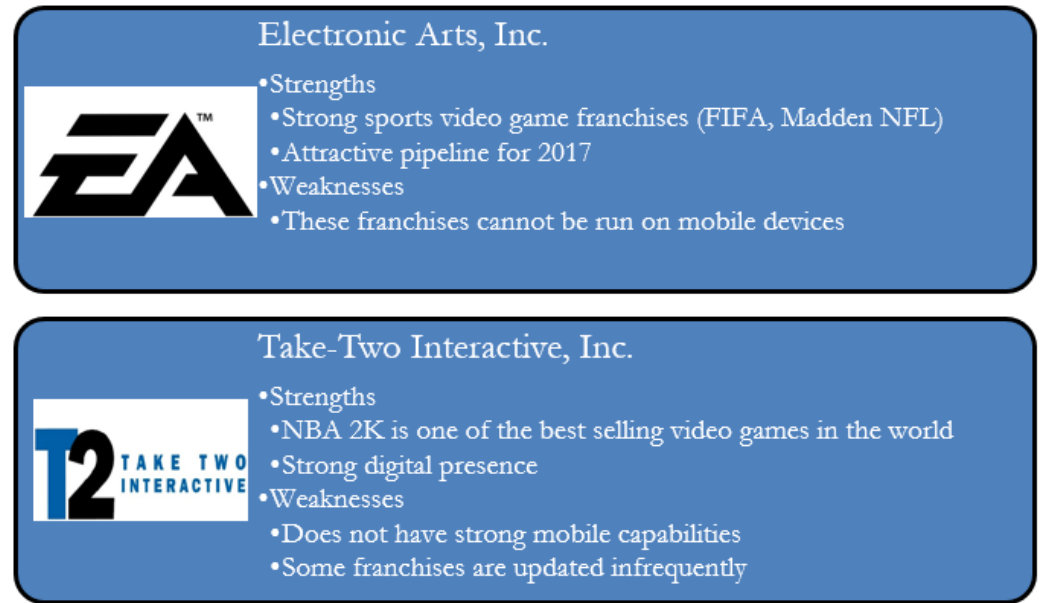 Electronic Arts, Inc.
•Strengths
•Strong sports video game franchises (FIFA, Madden NFL)
•Attractive pipeline for 2017
•Weaknesses
•These franchises cannot be run on mobile devices
EA™
Take-Two Interactive, Inc.
•Strengths
•NBA 2K is one of the best selling video games in the world
•Strong digital presence
•Weaknesses
•Does not have strong mobile capabilities
•Some franchises are updated infrequently
T2 TAKE TWO
INTERACTIVE